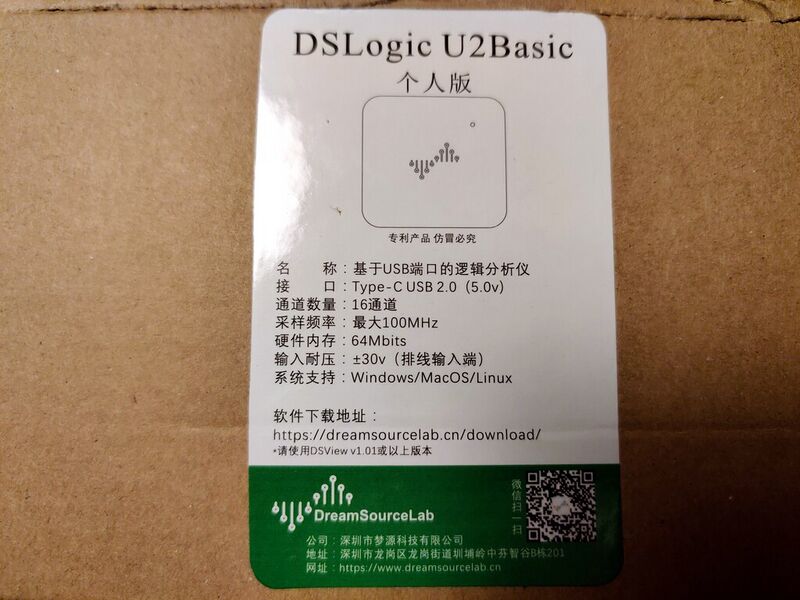 DSLogic U2Basic
个人版
专利产品 仿冒必究
名 称：基于USB端口的逻辑分析仪
接 口：Type-C USB 2.0（5.0v）
通道数量：16通道
采样频率：最大100MHz
硬件内存：64Mbits
输入耐压：±30v（排线输入端）
系统支持：Windows/MacOS/Linux
软件下载地址：
https://dreamsourcelab.cn/download/
*请使用DSView v1.01或以上版本
DreamSourceLab
微信扫一扫
公司：深圳市梦源科技有限公司
地址：深圳市龙岗区龙岗街道圳埔岭中芬智谷B栋201
网址：https://www.dreamsourcelab.cn